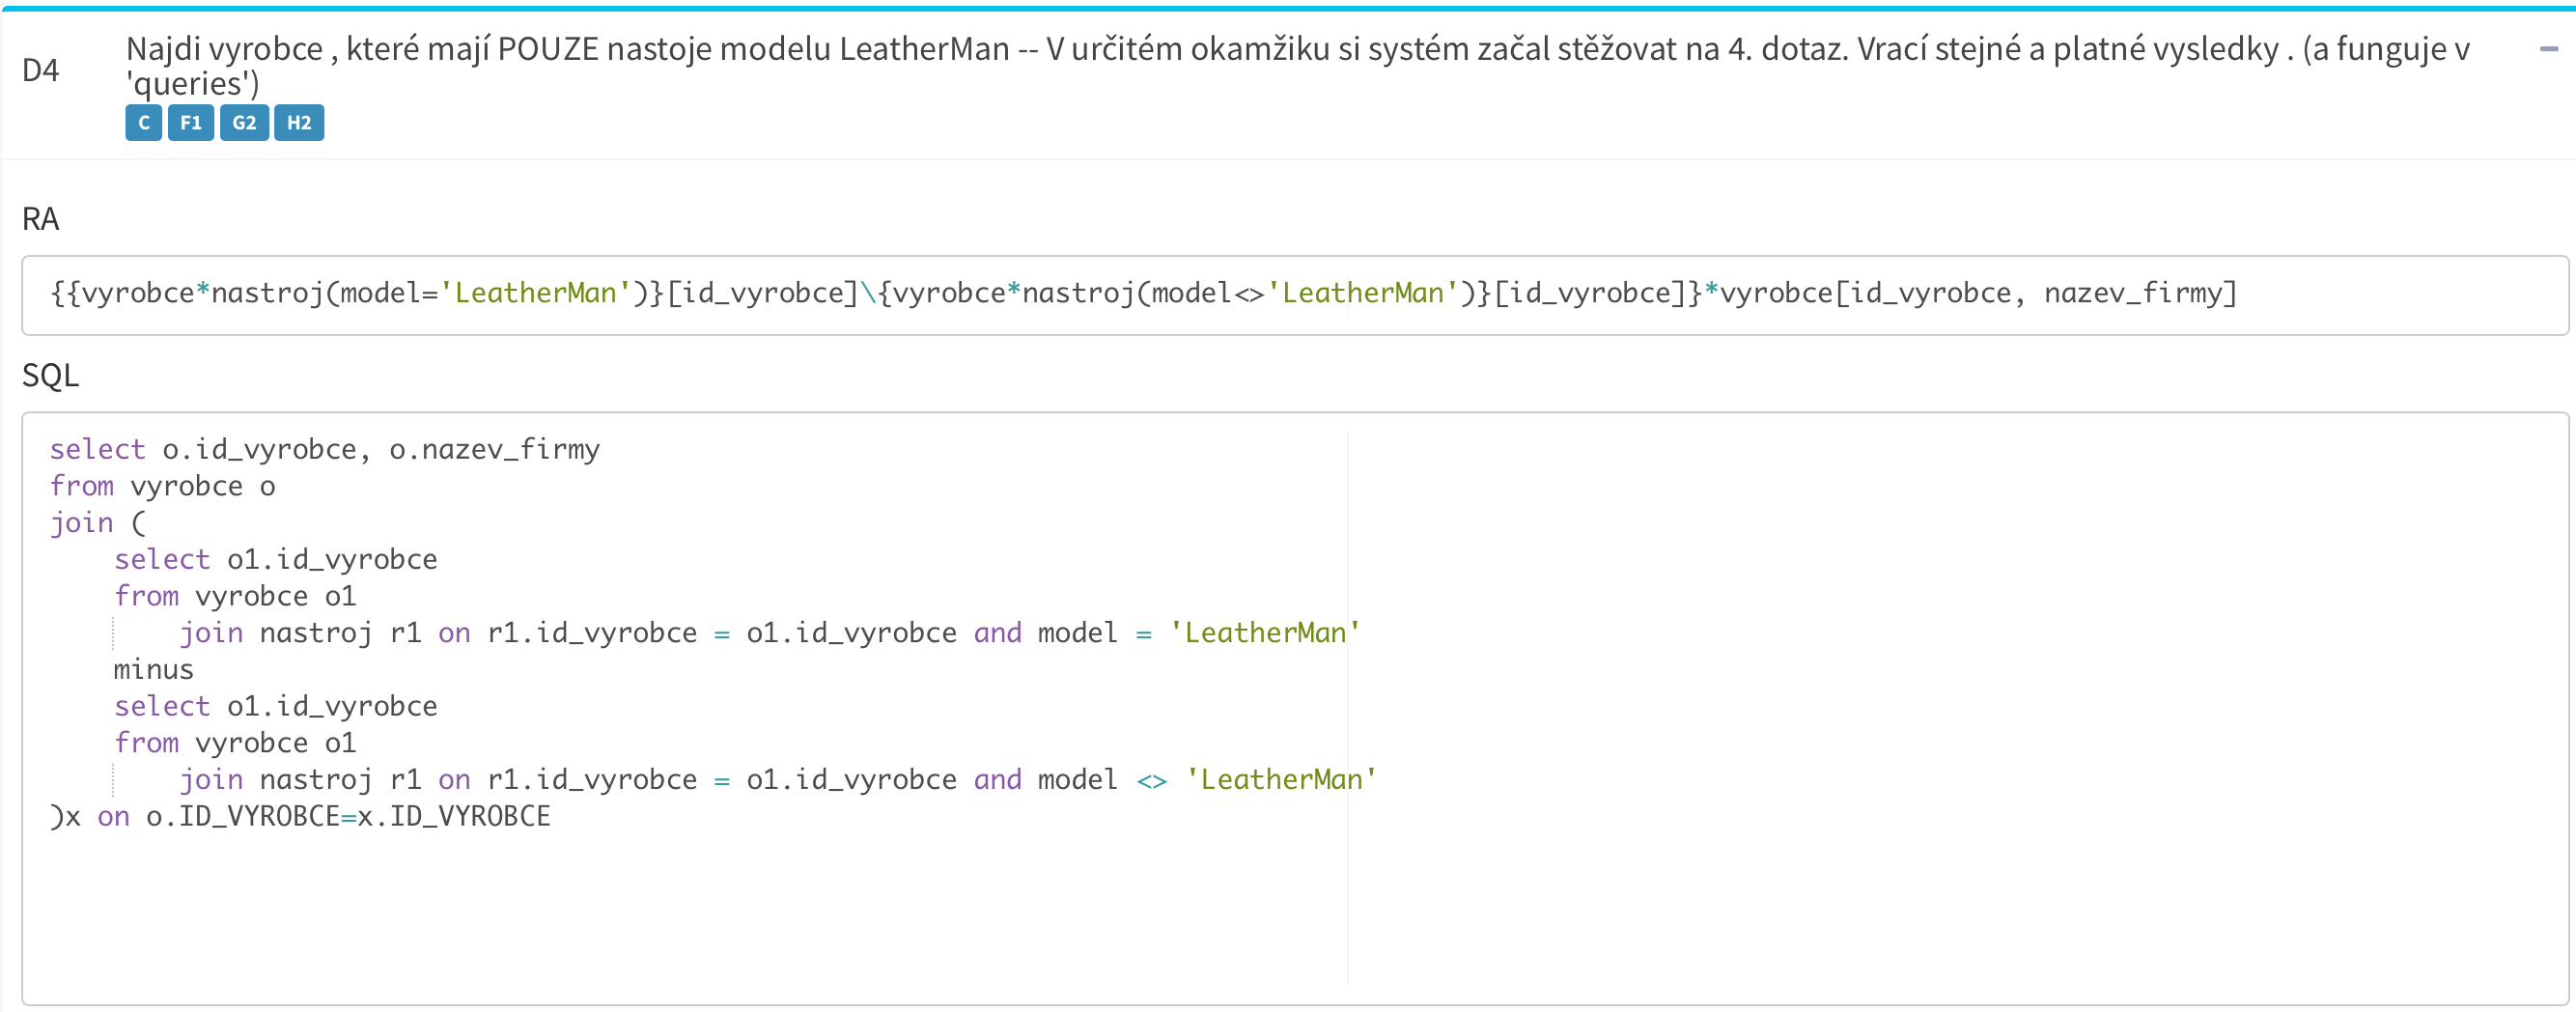 D4
Najdi vyrobce , které mají POUZE nastoje modelu LeatherMan -- V určitém okamžiku si systém začal stěžovat na 4. dotaz. Vrací stejné a platné vysledky . (a funguje v
'queries')
C F1 G2 H2
RA
{{vyrobce*nastroj(model='LeatherMan')}[id_vyrobce]\{vyrobce*nastroj(model<>'LeatherMan')}[id_vyrobce]}*vyrobce[id_vyrobce, nazev_firmy]
SQL
select o.id_vyrobce, o.nazev_firmy
from vyrobce o
join (
    select o1.id_vyrobce
    from vyrobce o1
        join nastroj r1 on r1.id_vyrobce = o1.id_vyrobce and model = 'LeatherMan'
    minus
    select o1.id_vyrobce
    from vyrobce o1
        join nastroj r1 on r1.id_vyrobce = o1.id_vyrobce and model <> 'LeatherMan'
)x on o.ID_VYROBCE=x.ID_VYROBCE